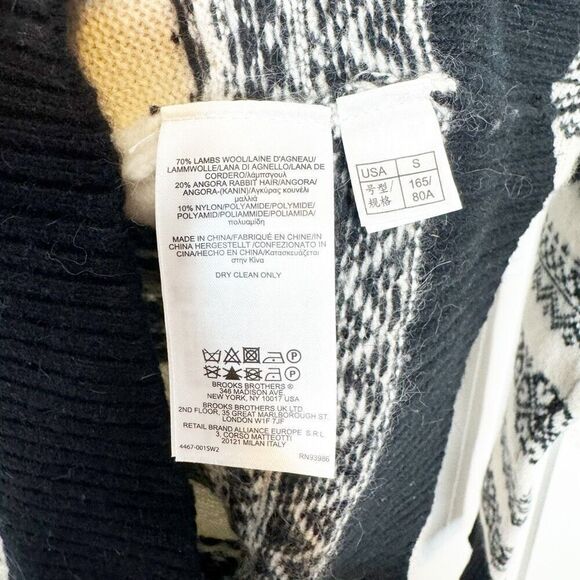 70% LAMBS WOOL/LAINE D'AGNEAU/
LAMMWOLLE/LANA DI AGNELLO/LANA DE
CORDERO/λάμπσγουλ
20% ANGORA RABBIT HAIR/ANGORA/
ANGORA-(KANIN)/Αγκύρας κουνέλι
μαλλιά
10% NYLON/POLYAMIDE/POLYMIDE,
POLYAMID/POLIAMMIDE/POLIAMIDA/
πολυαμίδη
MADE IN CHINA/FABRIQUÉ EN CHINE/IN
CHINA HERGESTELLT/CONFEZIONATO IN
CINA/HECHO EN CHINA/Κατασκευάζεται
στην Κίνα
DRY CLEAN ONLY
BROOKS BROTHERS ®
346 MADISON AVE
NEW YORK, NY 10017 USA
BROOKS BROTHERS UK LTD.
2ND FLOOR, 35 GREAT MARLBOROUGH ST.
LONDON W1F 7JF
RETAIL BRAND ALLIANCE EUROPE S.R.L
3, CORSO MATTEOTTI
20121 MILAN ITALY
4467-001SW2 RN93986
USA S
号型/ 165/
规格 80A